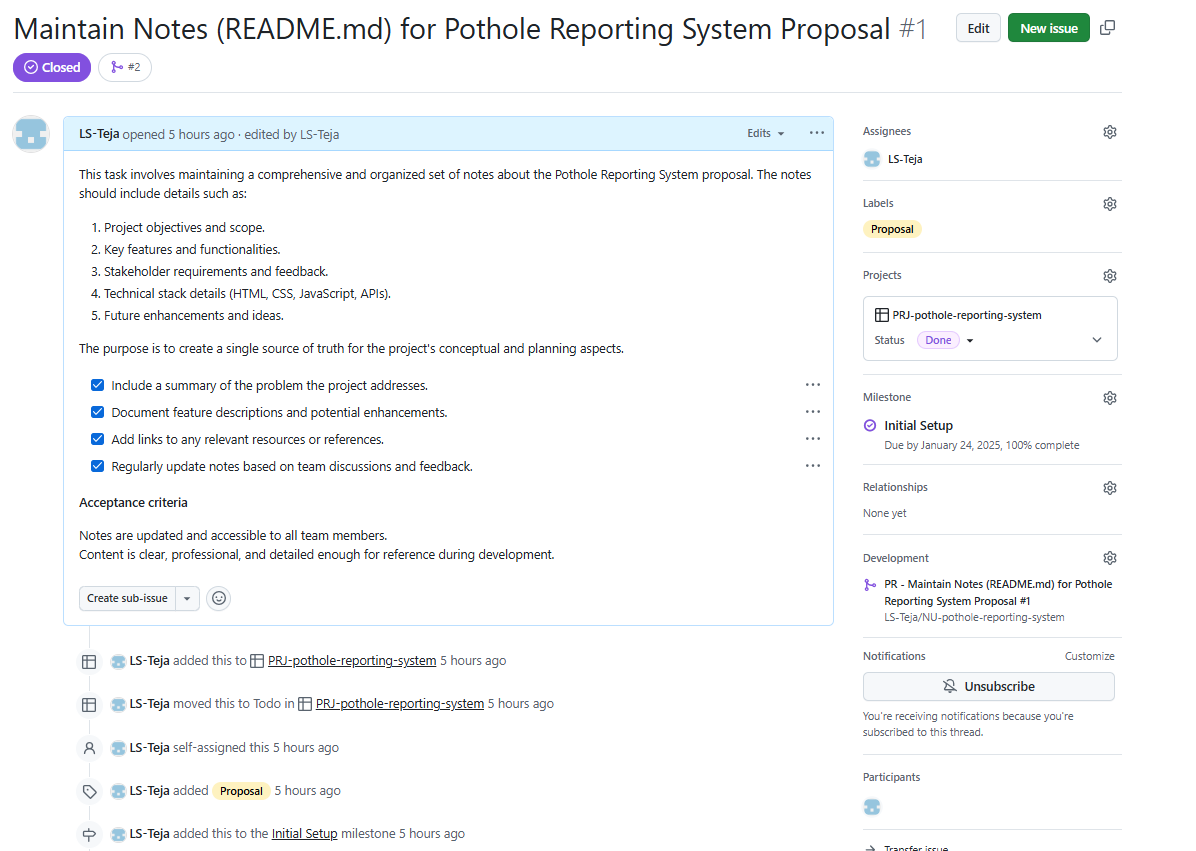 Maintain Notes (README.md) for Pothole Reporting System Proposal #1
Edit
New issue
Closed
#2
LS-Teja opened 5 hours ago · edited by LS-Teja
Edits
This task involves maintaining a comprehensive and organized set of notes about the Pothole Reporting System proposal. The notes
should include details such as:
1. Project objectives and scope.
2. Key features and functionalities.
3. Stakeholder requirements and feedback.
4. Technical stack details (HTML, CSS, JavaScript, APIs).
5. Future enhancements and ideas.
The purpose is to create a single source of truth for the project's conceptual and planning aspects.
Include a summary of the problem the project addresses.
Document feature descriptions and potential enhancements.
Add links to any relevant resources or references.
Regularly update notes based on team discussions and feedback.
Acceptance criteria
Notes are updated and accessible to all team members.
Content is clear, professional, and detailed enough for reference during development.
Create sub-issue
LS-Teja added this to PRJ-pothole-reporting-system 5 hours ago
LS-Teja moved this to Todo in PRJ-pothole-reporting-system 5 hours ago
LS-Teja self-assigned this 5 hours ago
LS-Teja added Proposal 5 hours ago
LS-Teja added this to the Initial Setup milestone 5 hours ago
Assignees
LS-Teja
Labels
Proposal
Projects
PRJ-pothole-reporting-system
Status Done
Milestone
Initial Setup
Due by January 24, 2025, 100% complete
Relationships
None yet
Development
PR - Maintain Notes (README.md) for Pothole
Reporting System Proposal #1
LS-Teja/NU-pothole-reporting-system
Notifications
Customize
Unsubscribe
You're receiving notifications because you're
subscribed to this thread.
Participants
Transfer issue